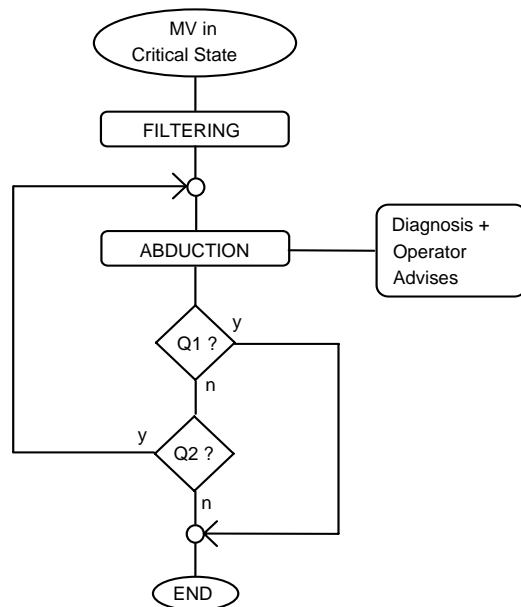 MV in
Critical State
FILTERING
ABDUCTION
Diagnosis +
Operator
Advises
Q1 ?
y
n
y
Q2 ?
n
END